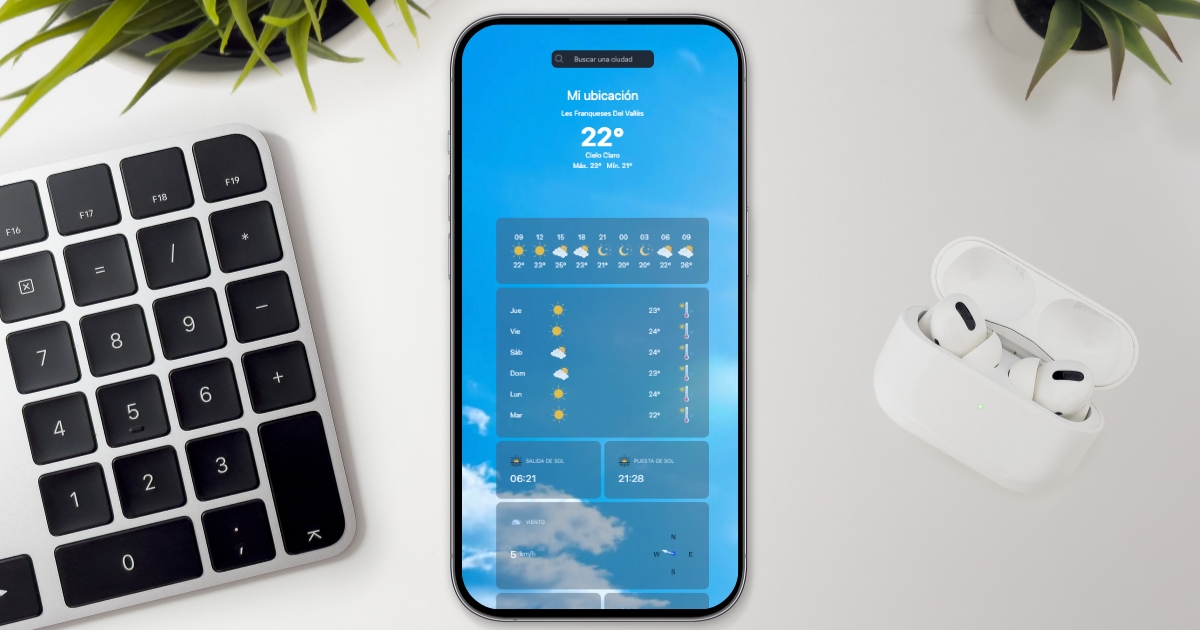 Buscar una ciudad
Mi ubicación
Les Franqueses Del Vallès
22°
Cielo Claro
Máx. 23° Mín. 21°
09 12 15 18 21 00 03 06 09
22° 23° 25° 23° 21° 20° 20° 22° 26°
Jue 23°
Vie 24°
Sáb 24°
Dom 23°
Lun 24°
Mar 22°
SALIDA DE SOL PUESTA DE SOL
06:21 21:28
VIENTO
N
5 km/h W E
S
F16 F17 F18 F19
= / *
7 8 9 −
4 5 6 +
1 2 3
0 . ;